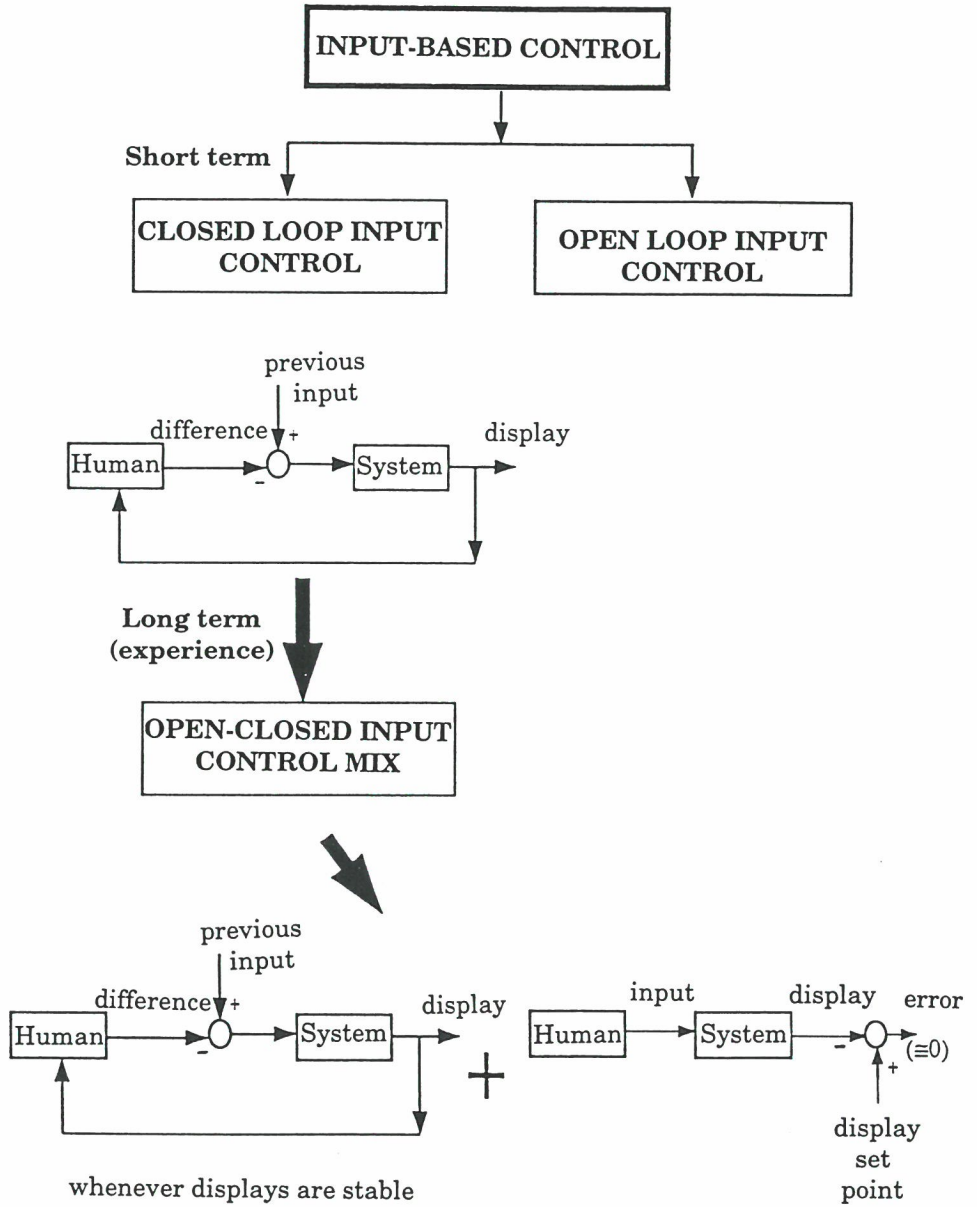 INPUT-BASED CONTROL
Short term
CLOSED LOOP INPUT
CONTROL
OPEN LOOP INPUT
CONTROL
previous
input
difference
+
display
Human
-
System
Long term
(experience)
OPEN-CLOSED INPUT
CONTROL MIX
previous
input
difference
+
display
Human
-
System
+
input
display
error
Human
System
-
(≡0)
+
display
set
point
whenever displays are stable